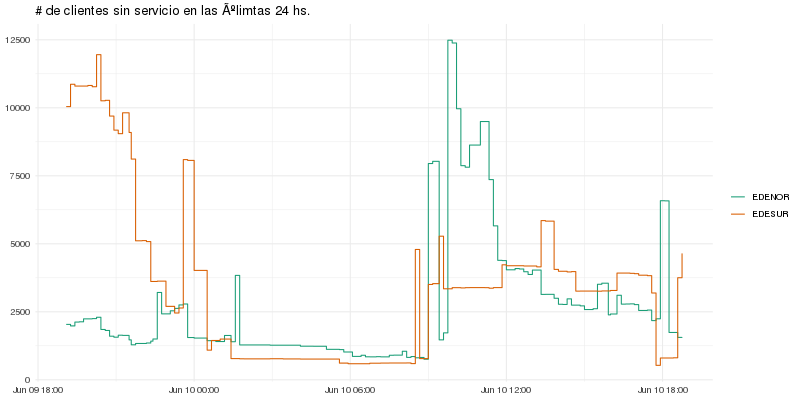 # de clientes sin servicio en las Ãºlimtas 24 hs.
12500
10000
7500
5000
2500
0
Jun 09 18:00
Jun 10 00:00
Jun 10 06:00
Jun 10 12:00
Jun 10 18:00
EDENOR
EDESUR